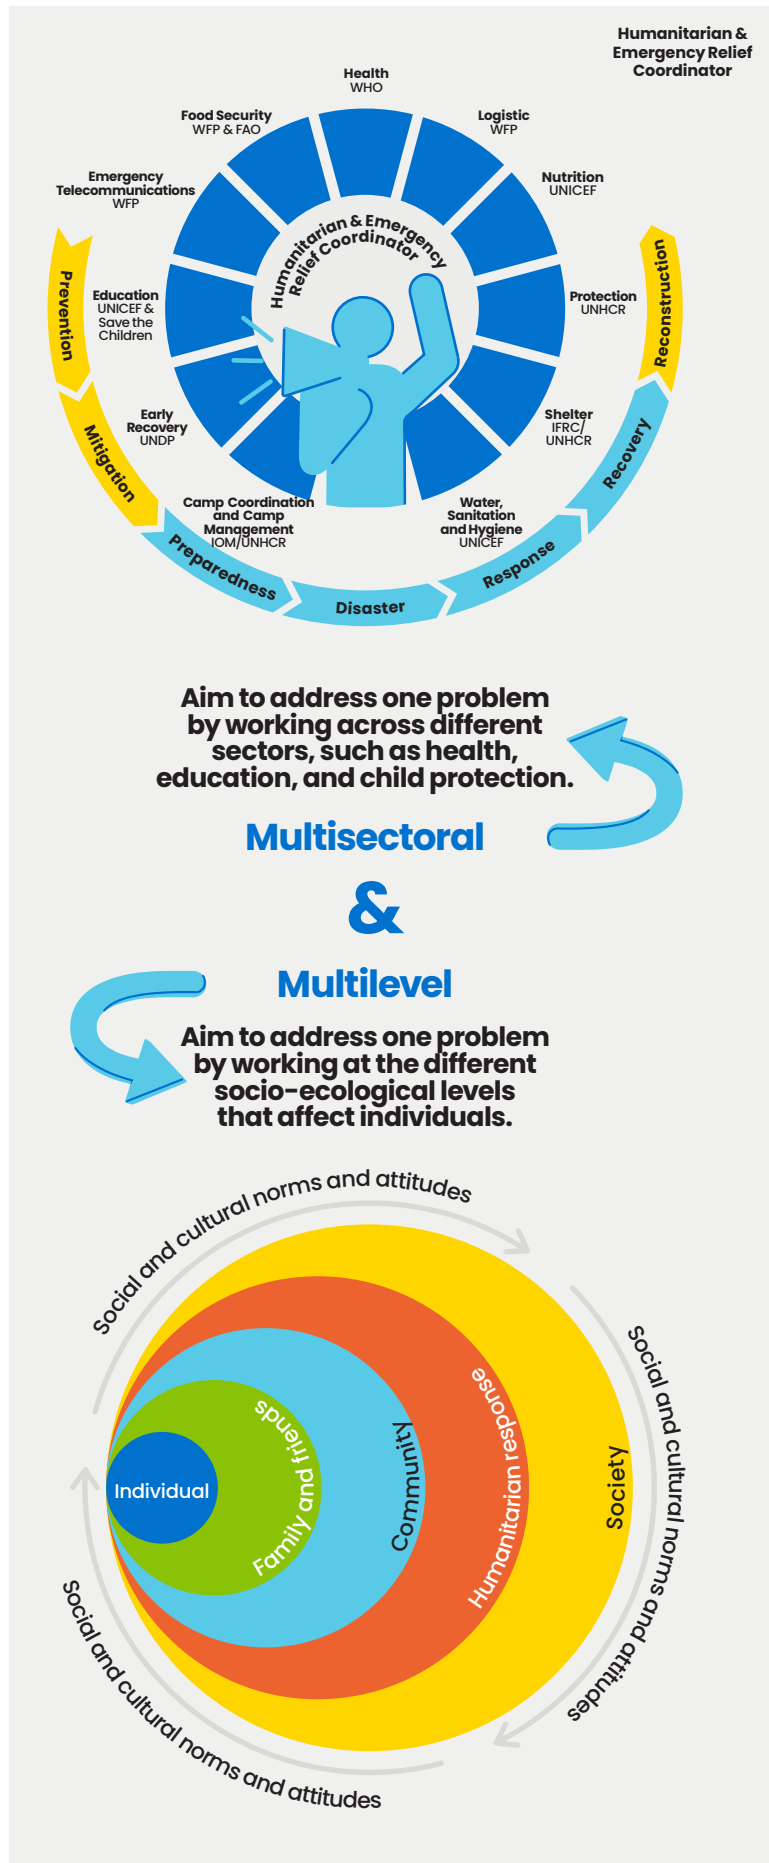 Humanitarian &
Emergency Relief
Coordinator
Health
WHO
Food Security
WFP & FAO
Logistic
WFP
Emergency
Telecommunications
WFP
Nutrition
UNICEF
Humanitarian & Emergency
Relief Coordinator
Education
UNICEF &
Save the
Children
Protection
UNHCR
Early
Recovery
UNDP
Shelter
IFRC/
UNHCR
Camp Coordination
and Camp
Management
IOM/UNHCR
Water,
Sanitation
and Hygiene
UNICEF
Prevention
Mitigation
Preparedness
Disaster
Response
Recovery
Reconstruction
Aim to address one problem
by working across different
sectors, such as health,
education, and child protection.
Multisectoral
&
Multilevel
Aim to address one problem
by working at the different
socio-ecological levels
that affect individuals.
Social and cultural norms and attitudes
Social and cultural norms and attitudes
Individual
Family and friends
Community
Humanitarian response
Society
Social and cultural norms and attitudes